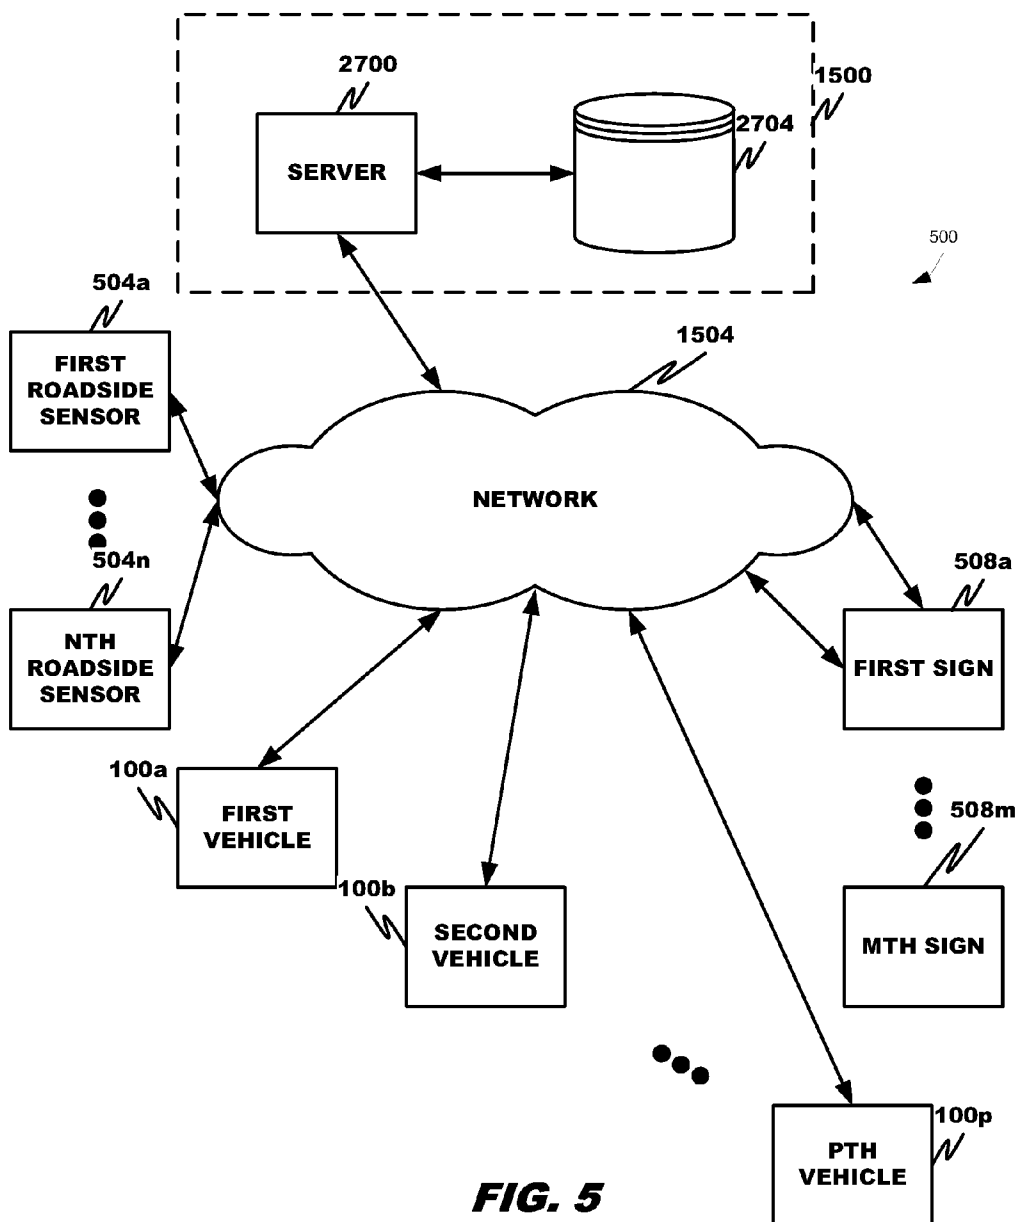 2700
1500
2704
SERVER
500
504a
FIRST
ROADSIDE
SENSOR
1504
NETWORK
504n
NTH
ROADSIDE
SENSOR
508a
FIRST SIGN
100a
FIRST
VEHICLE
508m
MTH SIGN
100b
SECOND
VEHICLE
100p
PTH
VEHICLE
FIG. 5